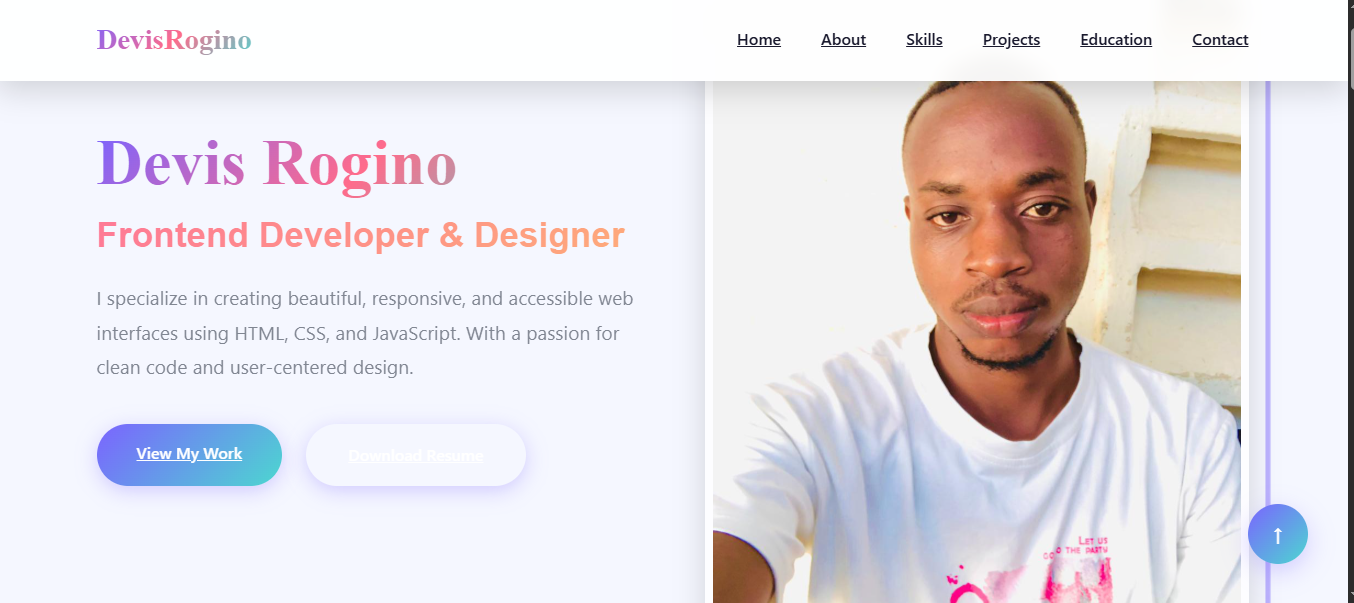 DevisRogino
Home About Skills Projects Education Contact
Devis Rogino
Frontend Developer & Designer
I specialize in creating beautiful, responsive, and accessible web
interfaces using HTML, CSS, and JavaScript. With a passion for
clean code and user-centered design.
View My Work
Download Resume
↑
LET US
O THE PARTY